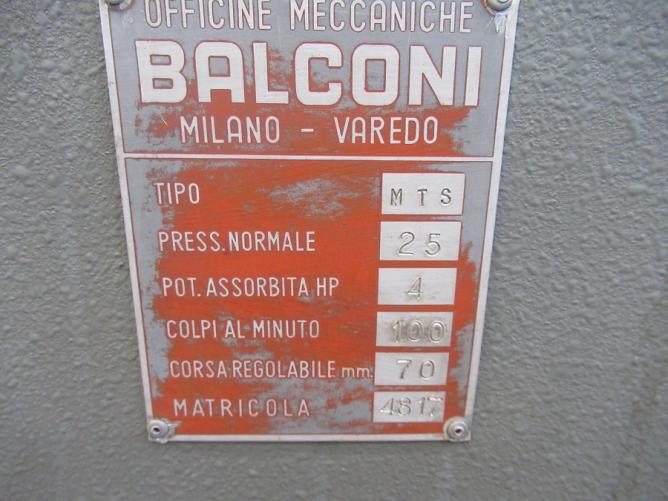 OFFICINE MECCANICHE
BALCONI
MILANO - VAREDO
TIPO MTS
PRESS. NORMALE 25
POT. ASSORBITA HP 4
COLPI AL MINUTO 100
CORSA REGOLABILE mm. 70
MATRICOLA 4817